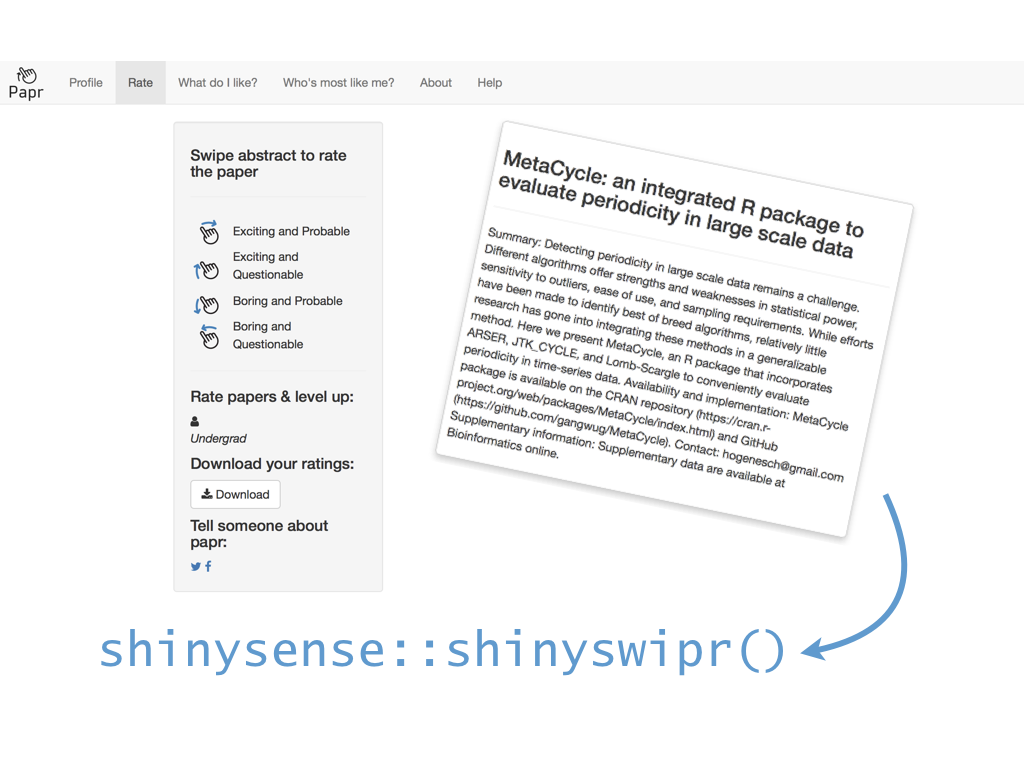 Papr
Profile
Rate
What do I like?
Who's most like me?
About
Help
Swipe abstract to rate
the paper
Exciting and Probable
Exciting and
Questionable
Boring and Probable
Boring and
Questionable
Rate papers & level up:
Undergrad
Download your ratings:
Download
Tell someone about
papr:
MetaCycle: an integrated R package to
evaluate periodicity in large scale data
Summary: Detecting periodicity in large scale data remains a challenge.
Different algorithms offer strengths and weaknesses in statistical power,
sensitivity to outliers, ease of use, and sampling requirements. While efforts
have been made to identify best of breed algorithms, relatively little
research has gone into integrating these methods in a generalizable
method. Here we present MetaCycle, an R package that incorporates
ARSER, JTK_CYCLE, and Lomb-Scargle to conveniently evaluate
periodicity in time-series data. Availability and implementation: MetaCycle
package is available on the CRAN repository (https://cran.r-
project.org/web/packages/MetaCycle/index.html) and GitHub
(https://github.com/gangwug/MetaCycle). Contact: hogenesch@gmail.com
Supplementary information: Supplementary data are available at
Bioinformatics online.
shinysense::shinyswipr()